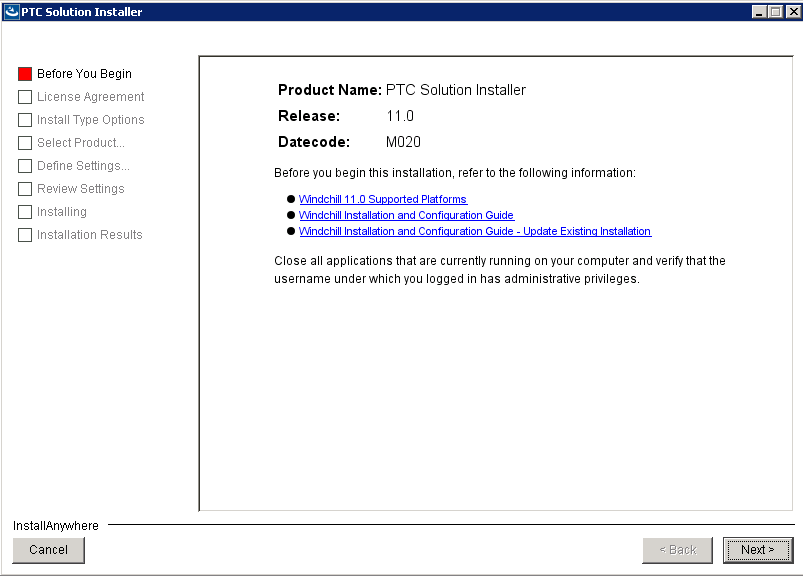 PTC Solution Installer
Before You Begin
License Agreement
Install Type Options
Select Product...
Define Settings...
Review Settings
Installing
Installation Results
Product Name: PTC Solution Installer
Release: 11.0
Datecode: M020
Before you begin this installation, refer to the following information:
Windchill 11.0 Supported Platforms
Windchill Installation and Configuration Guide
Windchill Installation and Configuration Guide - Update Existing Installation
Close all applications that are currently running on your computer and verify that the
username under which you logged in has administrative privileges.
InstallAnywhere
Cancel
< Back
Next >